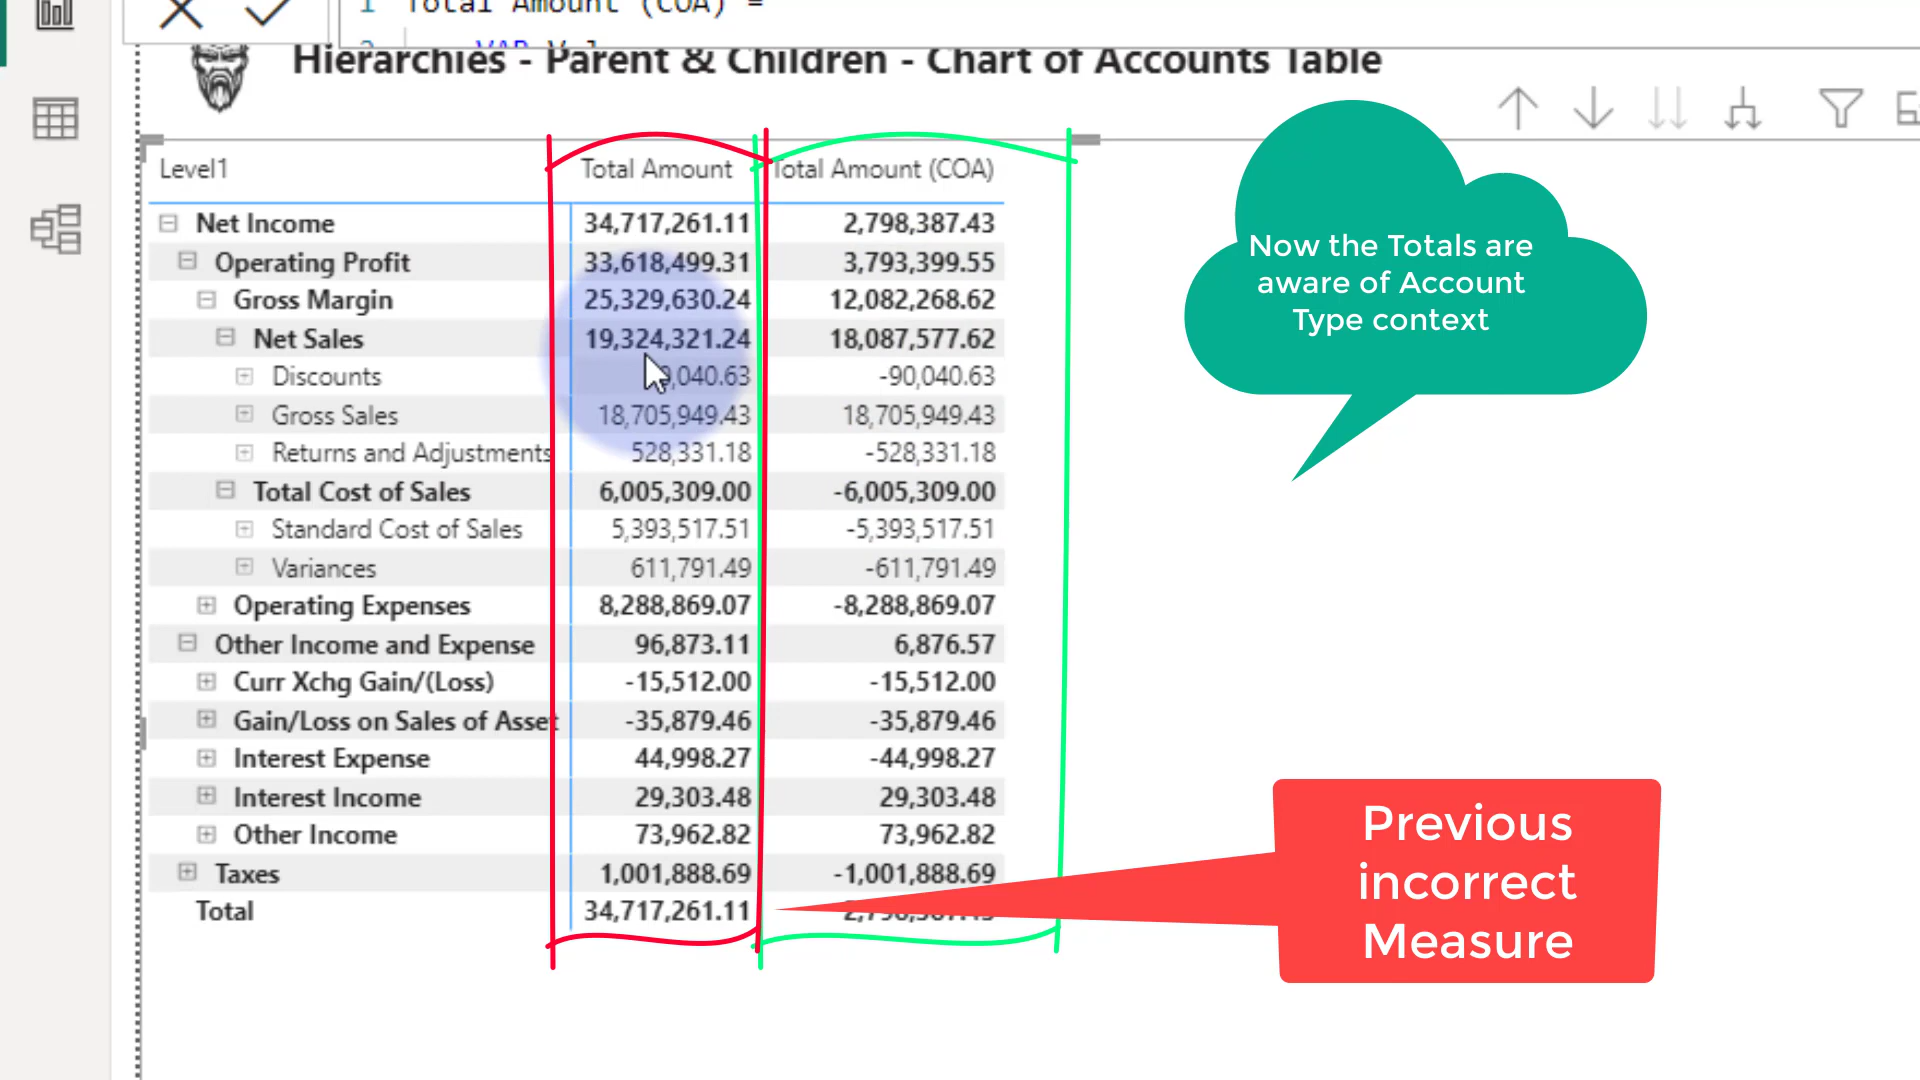 1 Total Amount (COA) =
2 VAR Val
Hierarchies - Parent & Children - Chart of Accounts Table
Level1 Total Amount Total Amount (COA)
Net Income 34,717,261.11 2,798,387.43
Operating Profit 33,618,499.31 3,793,399.55
Gross Margin 25,329,630.24 12,082,268.62
Net Sales 19,324,321.24 18,087,577.62
Discounts ,040.63 -90,040.63
Gross Sales 18,705,949.43 18,705,949.43
Returns and Adjustments 528,331.18 -528,331.18
Total Cost of Sales 6,005,309.00 -6,005,309.00
Standard Cost of Sales 5,393,517.51 -5,393,517.51
Variances 611,791.49 -611,791.49
Operating Expenses 8,288,869.07 -8,288,869.07
Other Income and Expense 96,873.11 6,876.57
Curr Xchg Gain/(Loss) -15,512.00 -15,512.00
Gain/Loss on Sales of Asset -35,879.46 -35,879.46
Interest Expense 44,998.27 -44,998.27
Interest Income 29,303.48 29,303.48
Other Income 73,962.82 73,962.82
Taxes 1,001,888.69 -1,001,888.69
Total 34,717,261.11
Now the Totals are
aware of Account
Type context
Previous
incorrect
Measure